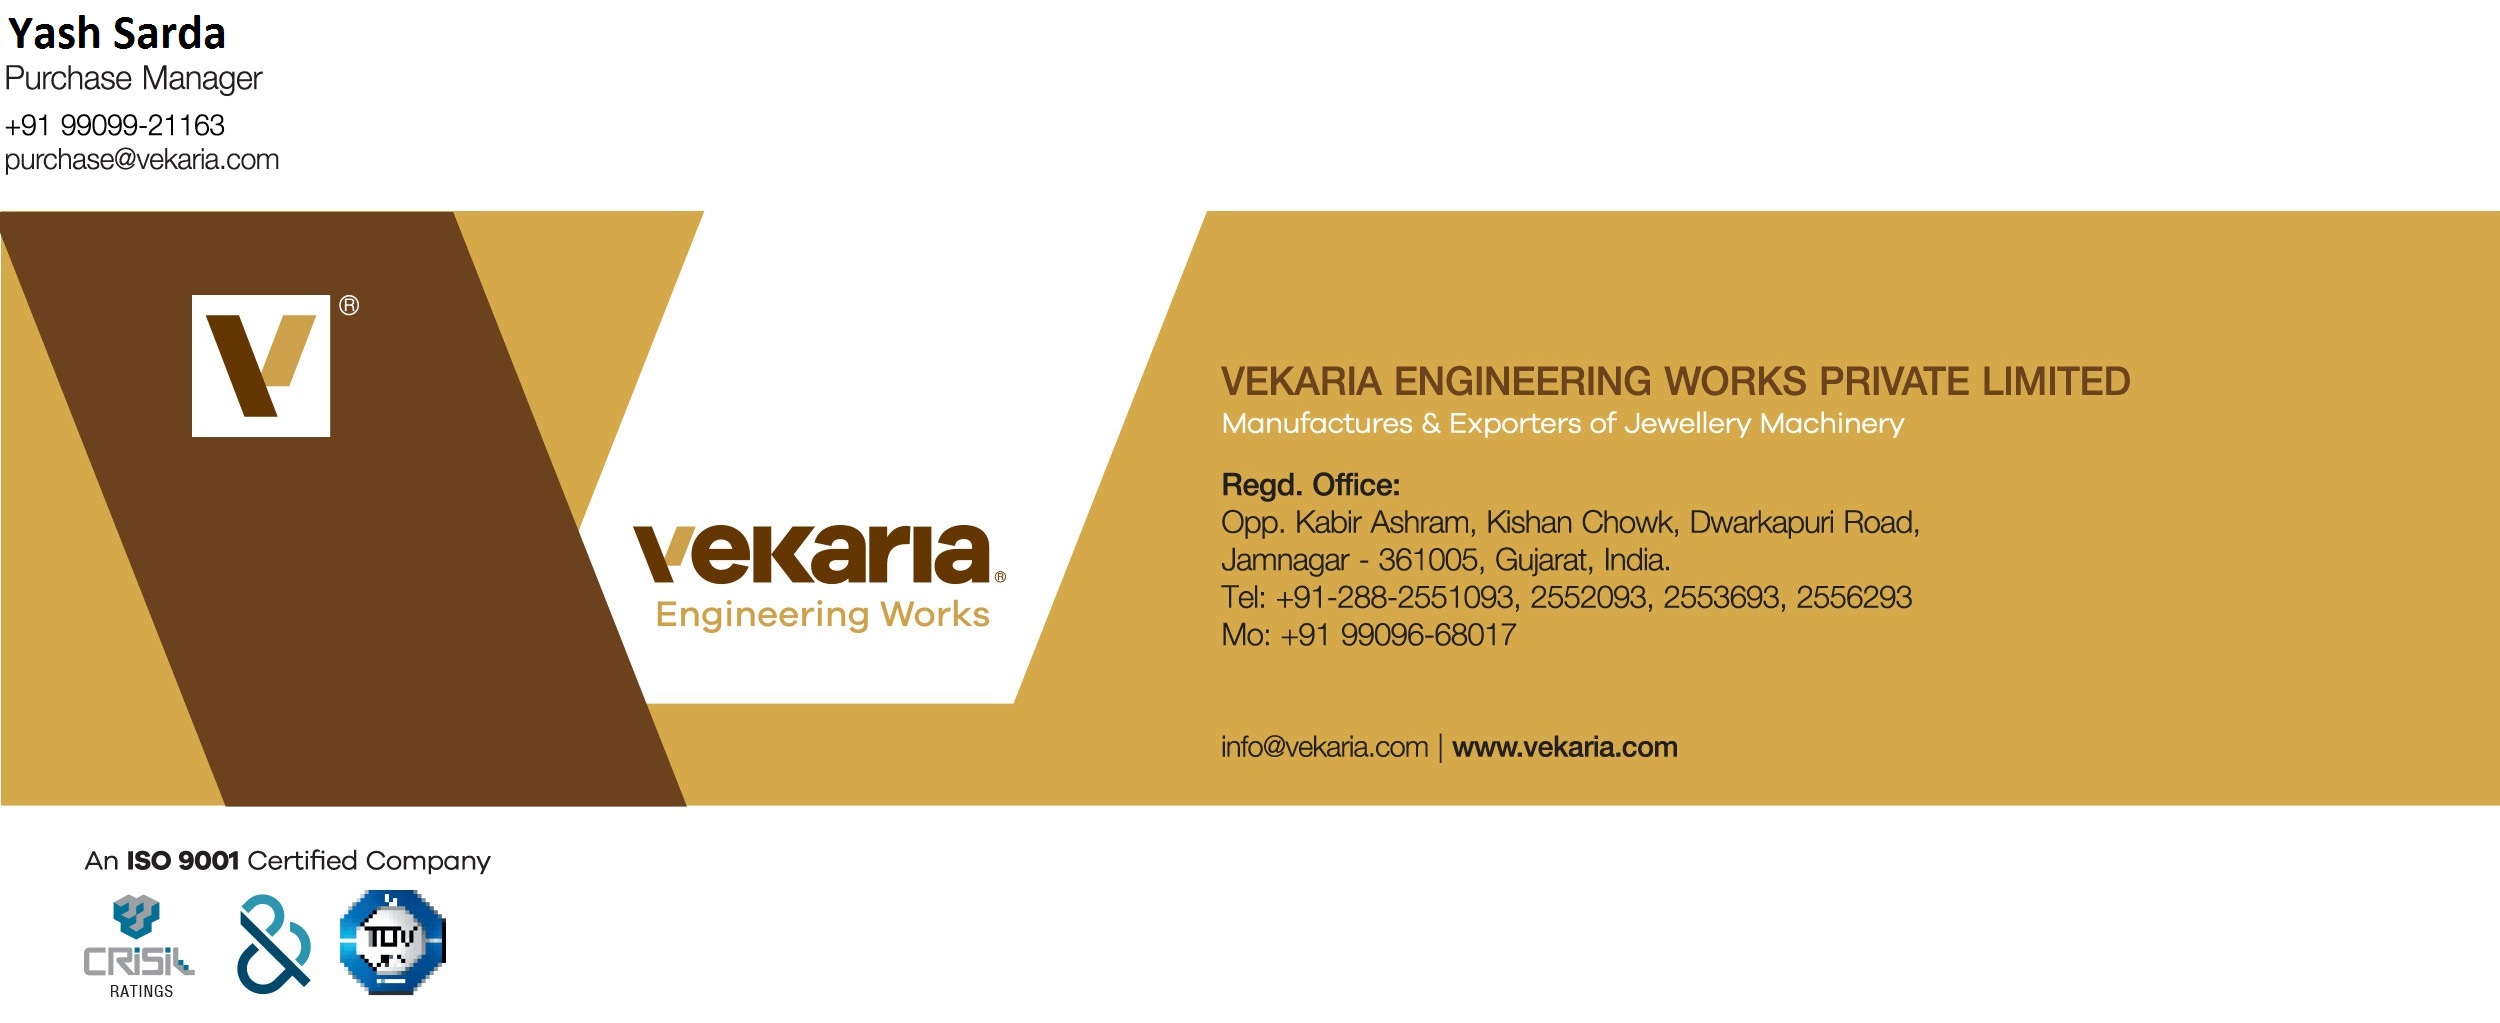 Yash Sarda
Purchase Manager
+91 99099-21163
purchase@vekaria.com
V ®
vekaria®
Engineering Works
VEKARIA ENGINEERING WORKS PRIVATE LIMITED
Manufactures & Exporters of Jewellery Machinery
Regd. Office:
Opp. Kabir Ashram, Kishan Chowk, Dwarkapuri Road,
Jamnagar - 361005, Gujarat, India.
Tel: +91-288-2551093, 2552093, 2553693, 2556293
Mo: +91 99096-68017
info@vekaria.com | www.vekaria.com
An ISO 9001 Certified Company
CRISIL
RATINGS
&